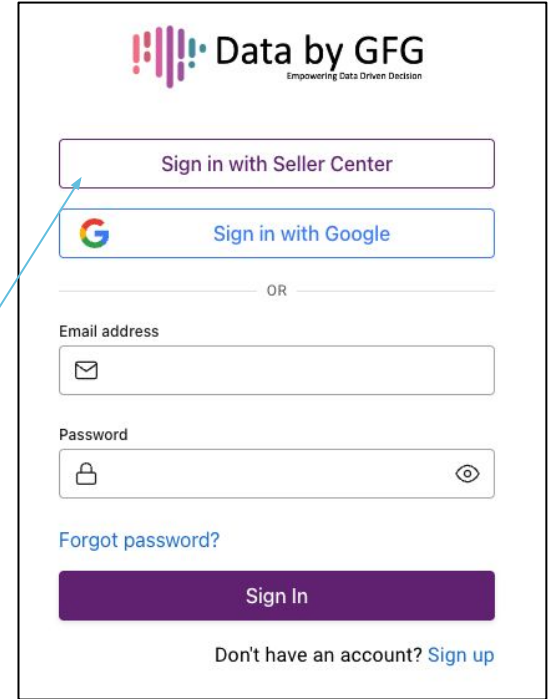 Data by GFG
Empowering Data Driven Decision
Sign in with Seller Center
Sign in with Google
OR
Email address
Password
Forgot password?
Sign In
Don't have an account? Sign up